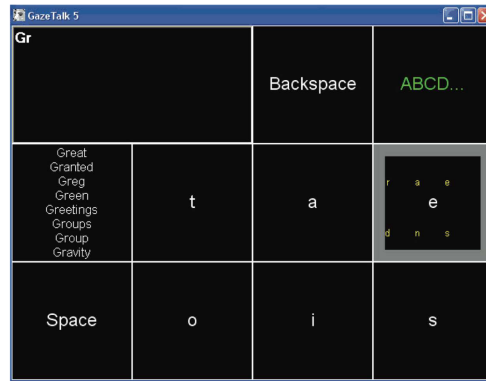 GazeTalk 5
Gr
Backspace
ABCD...
Great
Granted
Greg
Green
Greetings
Groups
Group
Gravity
t
a
r a e
e
d n s
Space
o
i
s